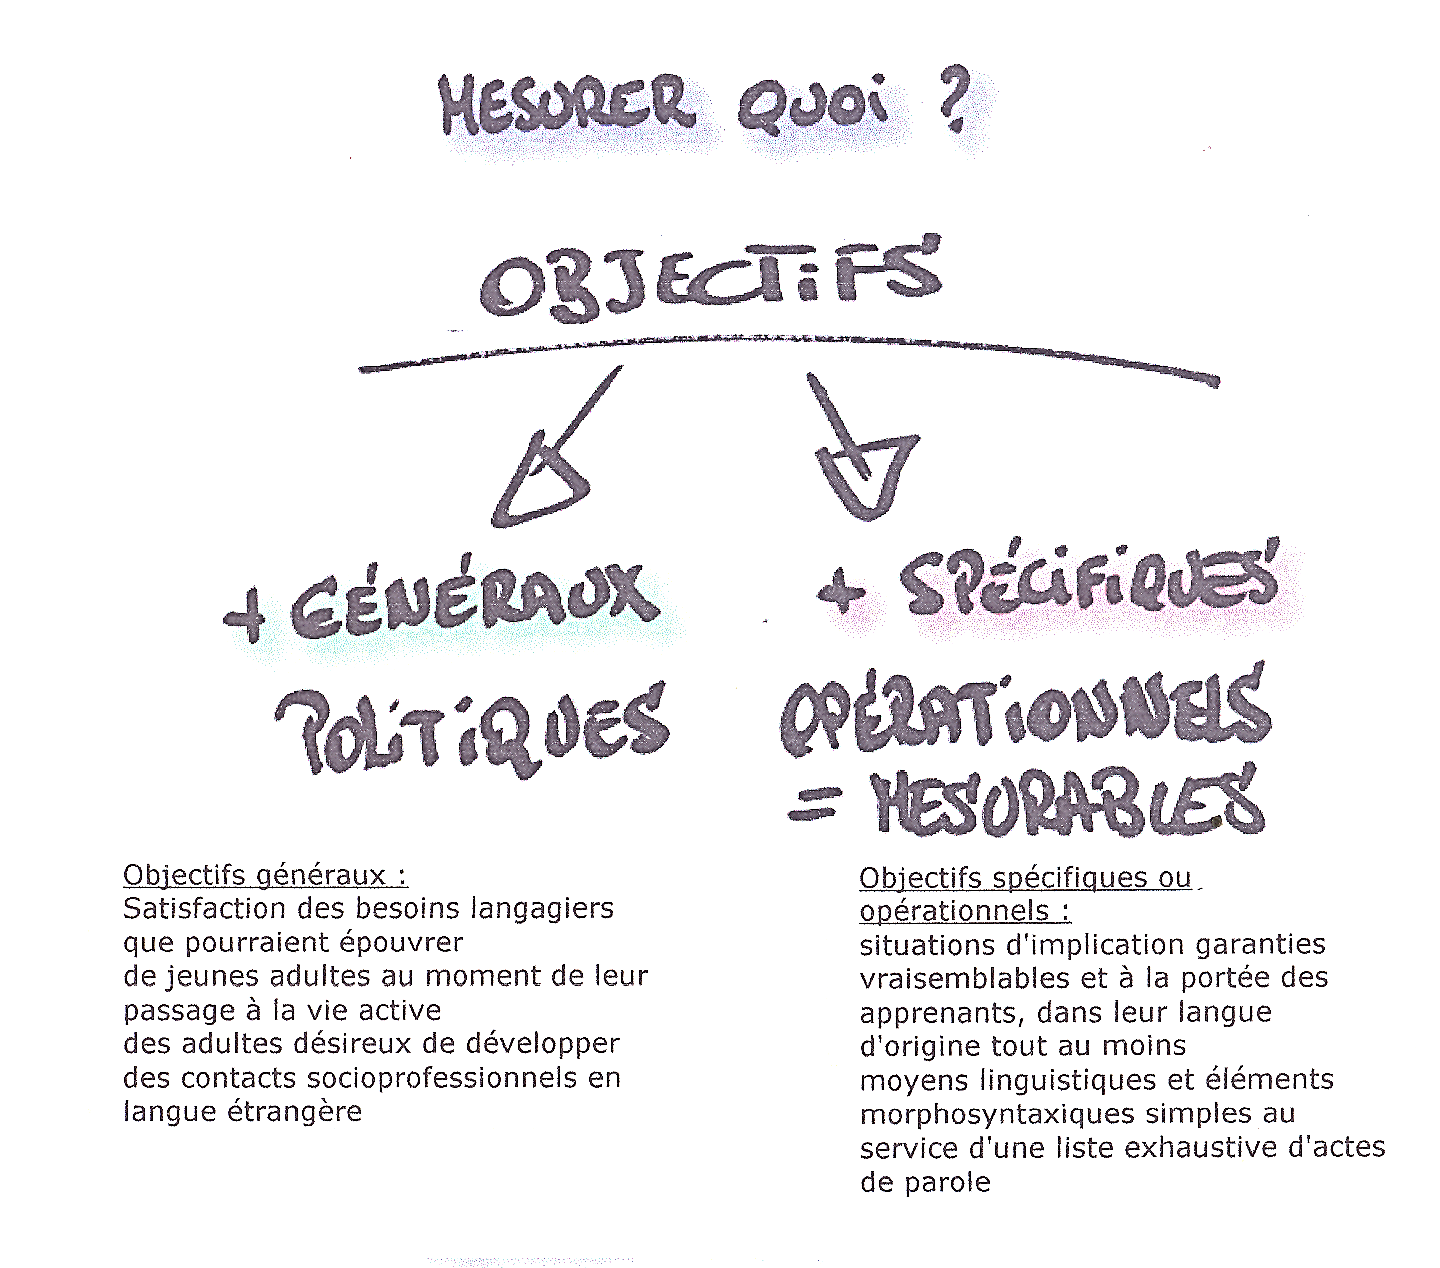 MESURER QUOI ?
OBJECTIFS
+ GÉNÉRAUX
POLITIQUES
+ SPÉCIFIQUES
OPÉRATIONNELS
= MESURABLES
Objectifs généraux :
Satisfaction des besoins langagiers
que pourraient épouvrer
de jeunes adultes au moment de leur
passage à la vie active
des adultes désireux de développer
des contacts socioprofessionnels en
langue étrangère
Objectifs spécifiques ou
opérationnels :
situations d'implication garanties
vraisemblables et à la portée des
apprenants, dans leur langue
d'origine tout au moins
moyens linguistiques et éléments
morphosyntaxiques simples au
service d'une liste exhaustive d'actes
de parole